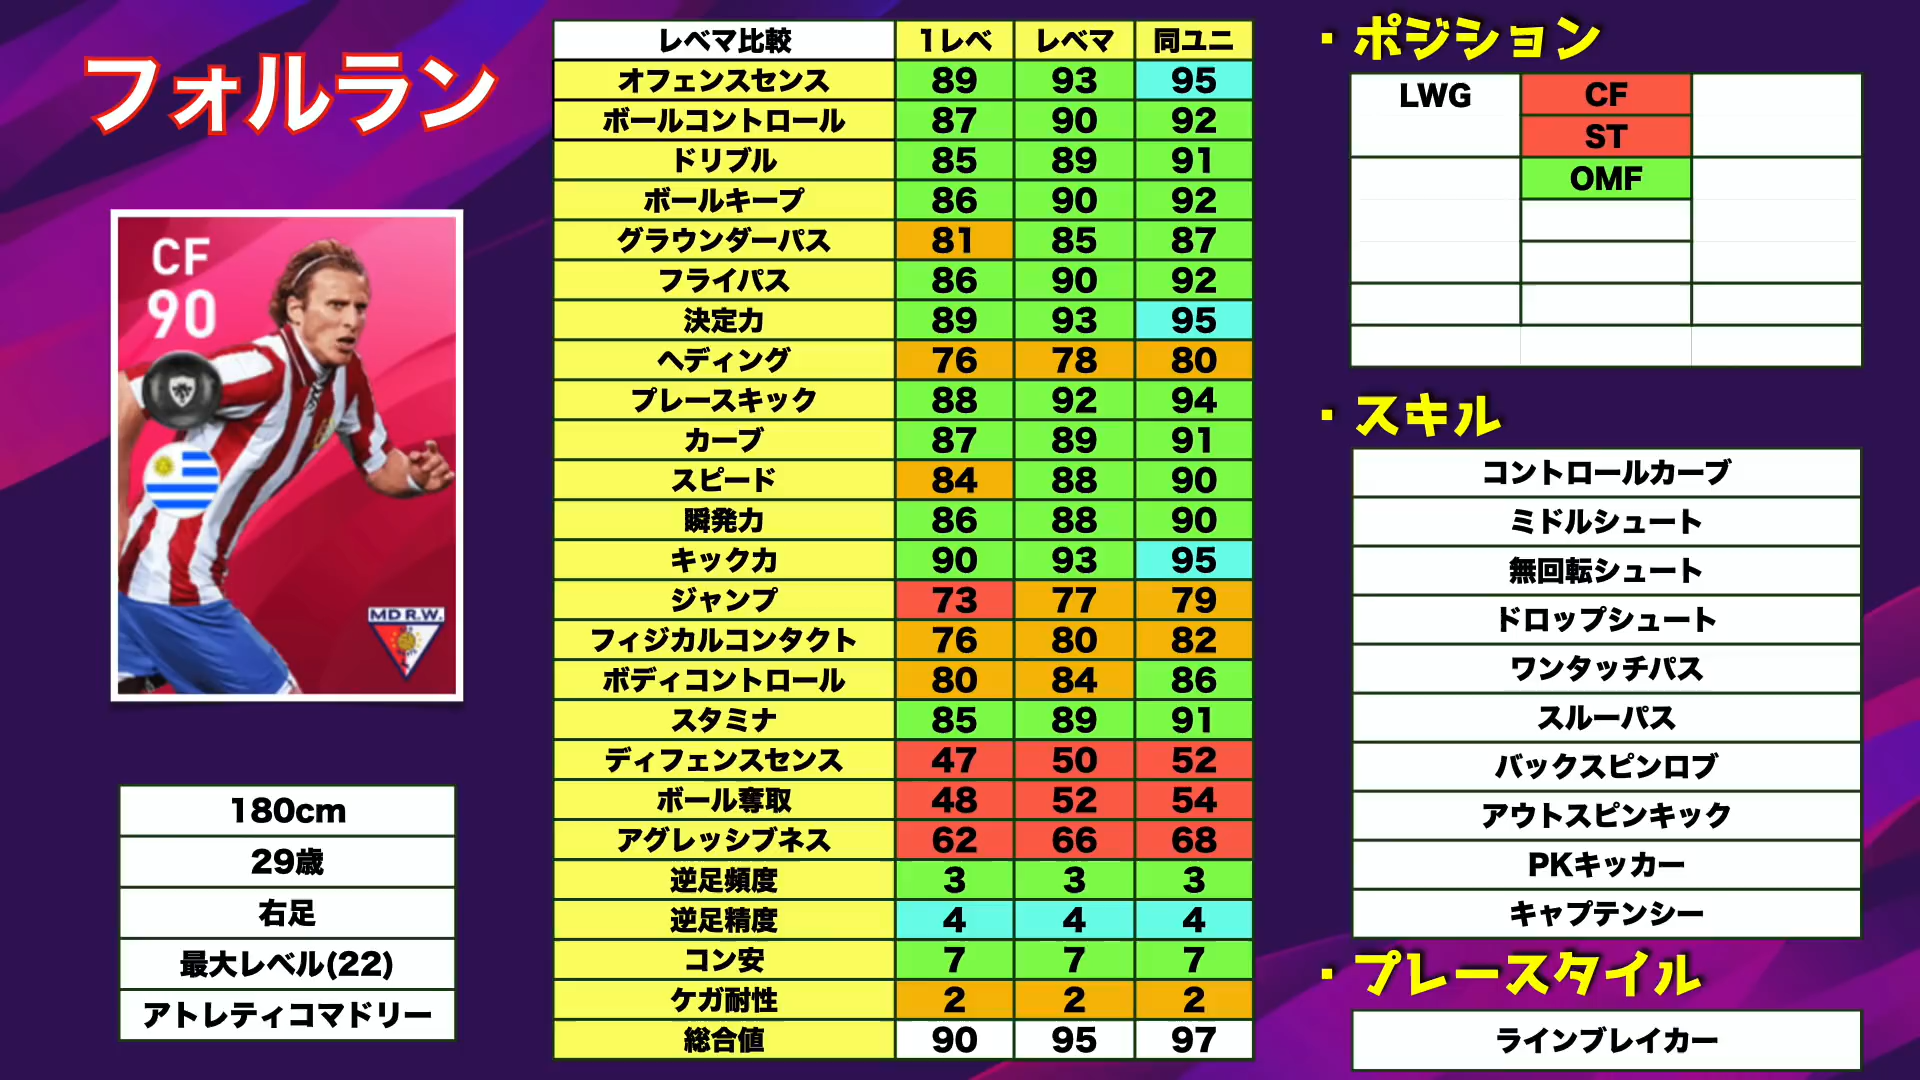 フォルラン
CF
90
MD R.W.
180cm
29歳
右足
最大レベル(22)
アトレティコマドリー
レベマ比較 1レベ レベマ 同ユニ
オフェンスセンス 89 93 95
ボールコントロール 87 90 92
ドリブル 85 89 91
ボールキープ 86 90 92
グラウンダーパス 81 85 87
フライパス 86 90 92
決定力 89 93 95
ヘディング 76 78 80
プレースキック 88 92 94
カーブ 87 89 91
スピード 84 88 90
瞬発力 86 88 90
キック力 90 93 95
ジャンプ 73 77 79
フィジカルコンタクト 76 80 82
ボディコントロール 80 84 86
スタミナ 85 89 91
ディフェンスセンス 47 50 52
ボール奪取 48 52 54
アグレッシブネス 62 66 68
逆足頻度 3 3 3
逆足精度 4 4 4
コン安 7 7 7
ケガ耐性 2 2 2
総合値 90 95 97
・ポジション
LWG CF
ST
OMF
・スキル
コントロールカーブ
ミドルシュート
無回転シュート
ドロップシュート
ワンタッチパス
スルーパス
バックスピンロブ
アウトスピンキック
PKキッカー
キャプテンシー
・プレースタイル
ラインブレイカー